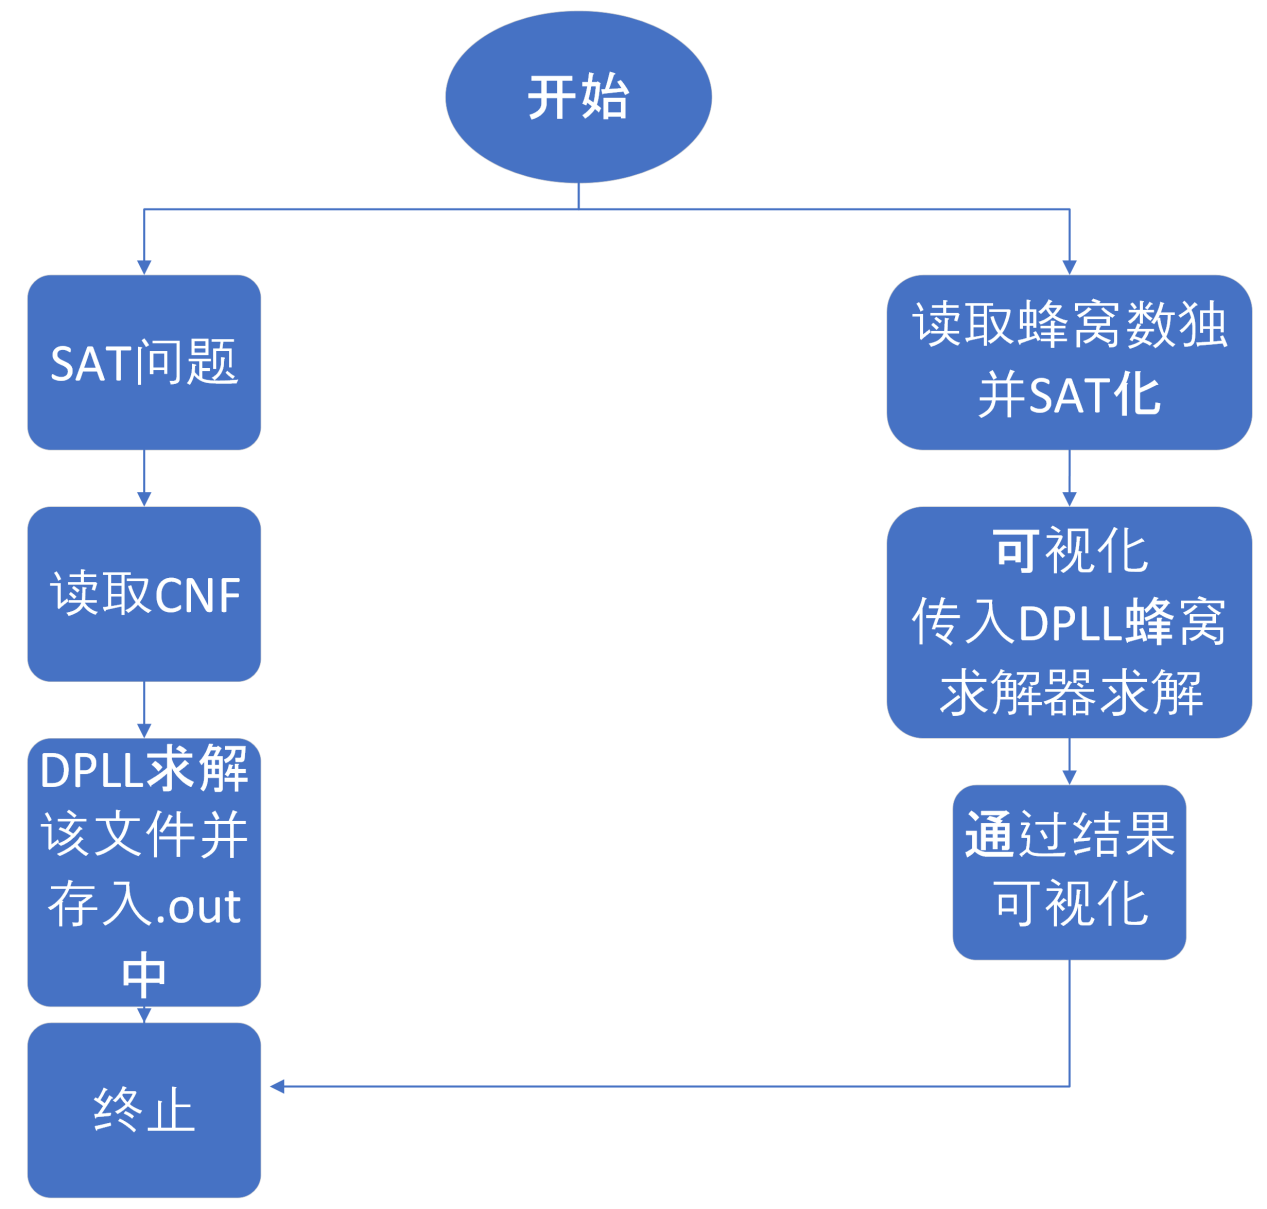 开始
SAT问题
读取CNF
DPLL求解
该文件并
存入.out
中
终止
读取蜂窝数独
并SAT化
可视化
传入DPLL蜂窝
求解器求解
通过结果
可视化